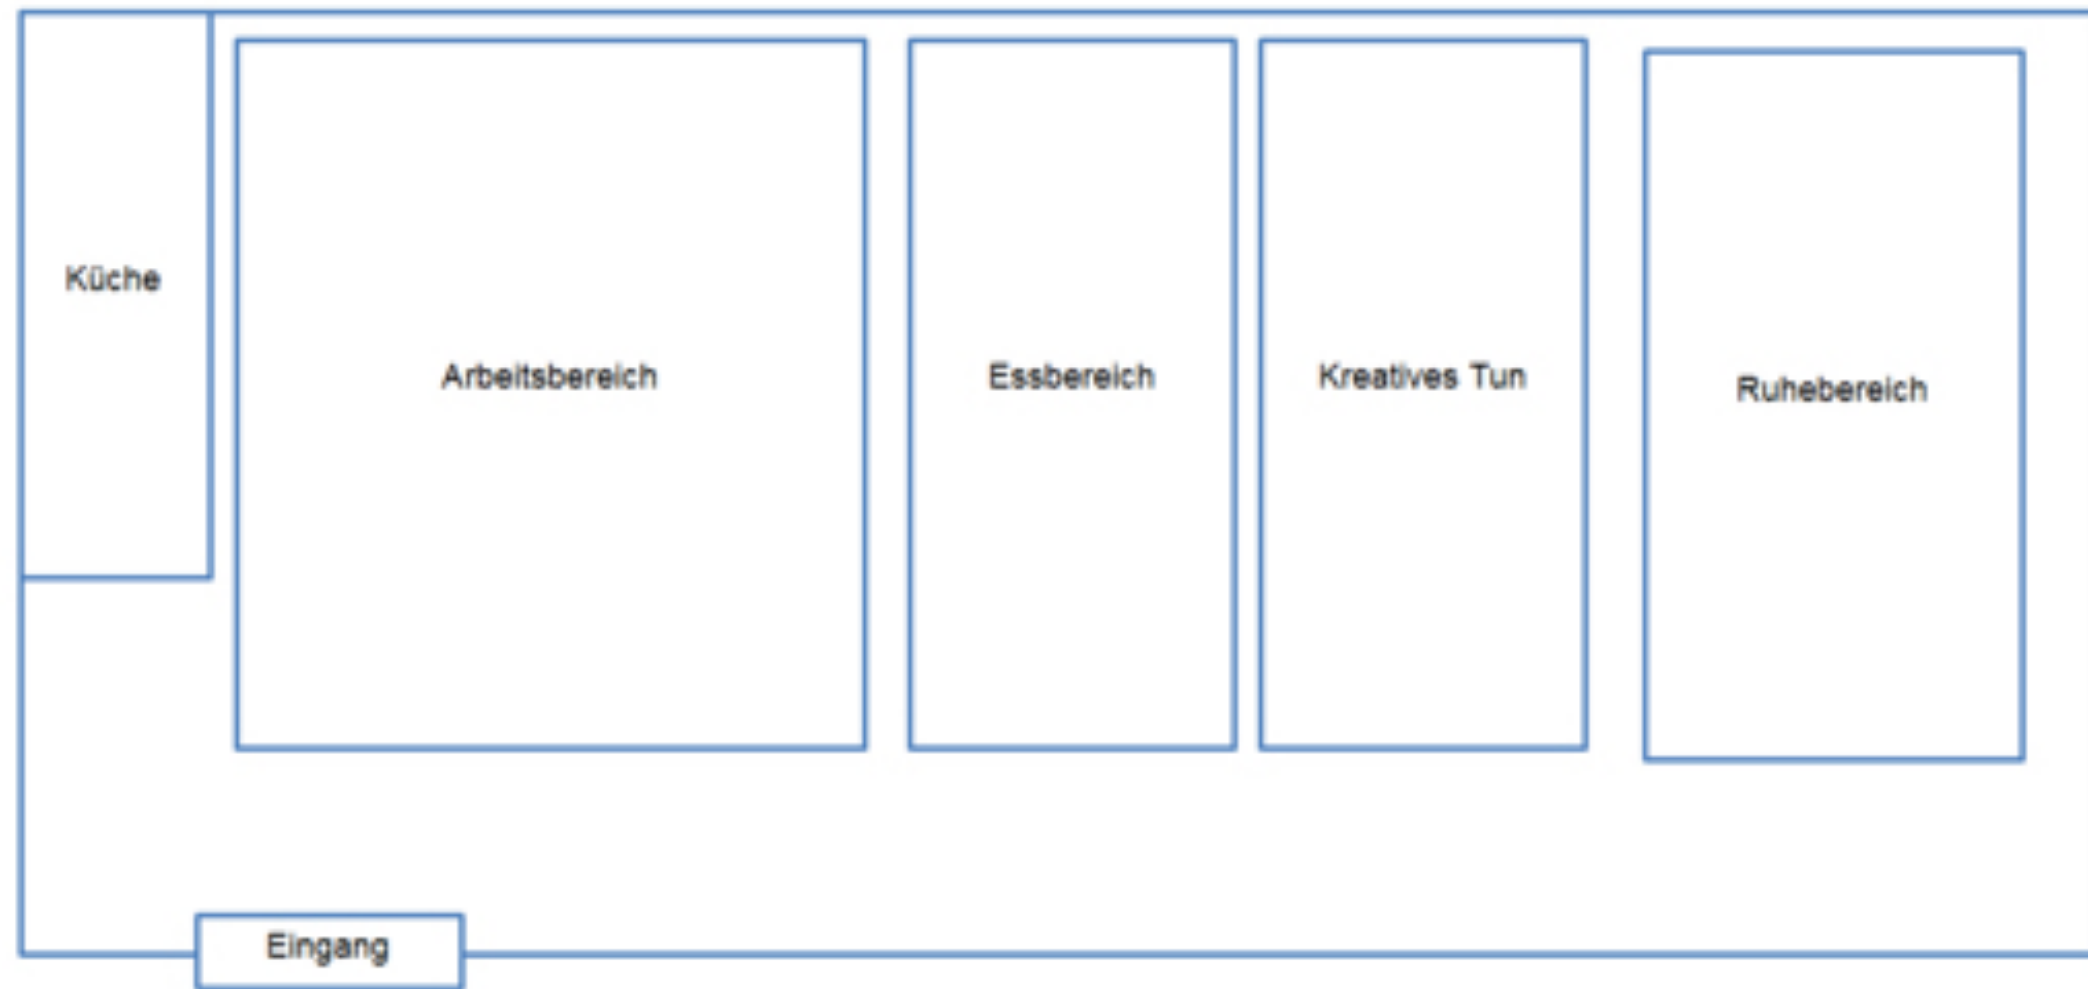 Küche
Arbeitsbereich
Essbereich
Kreatives Tun
Ruhebereich
Eingang